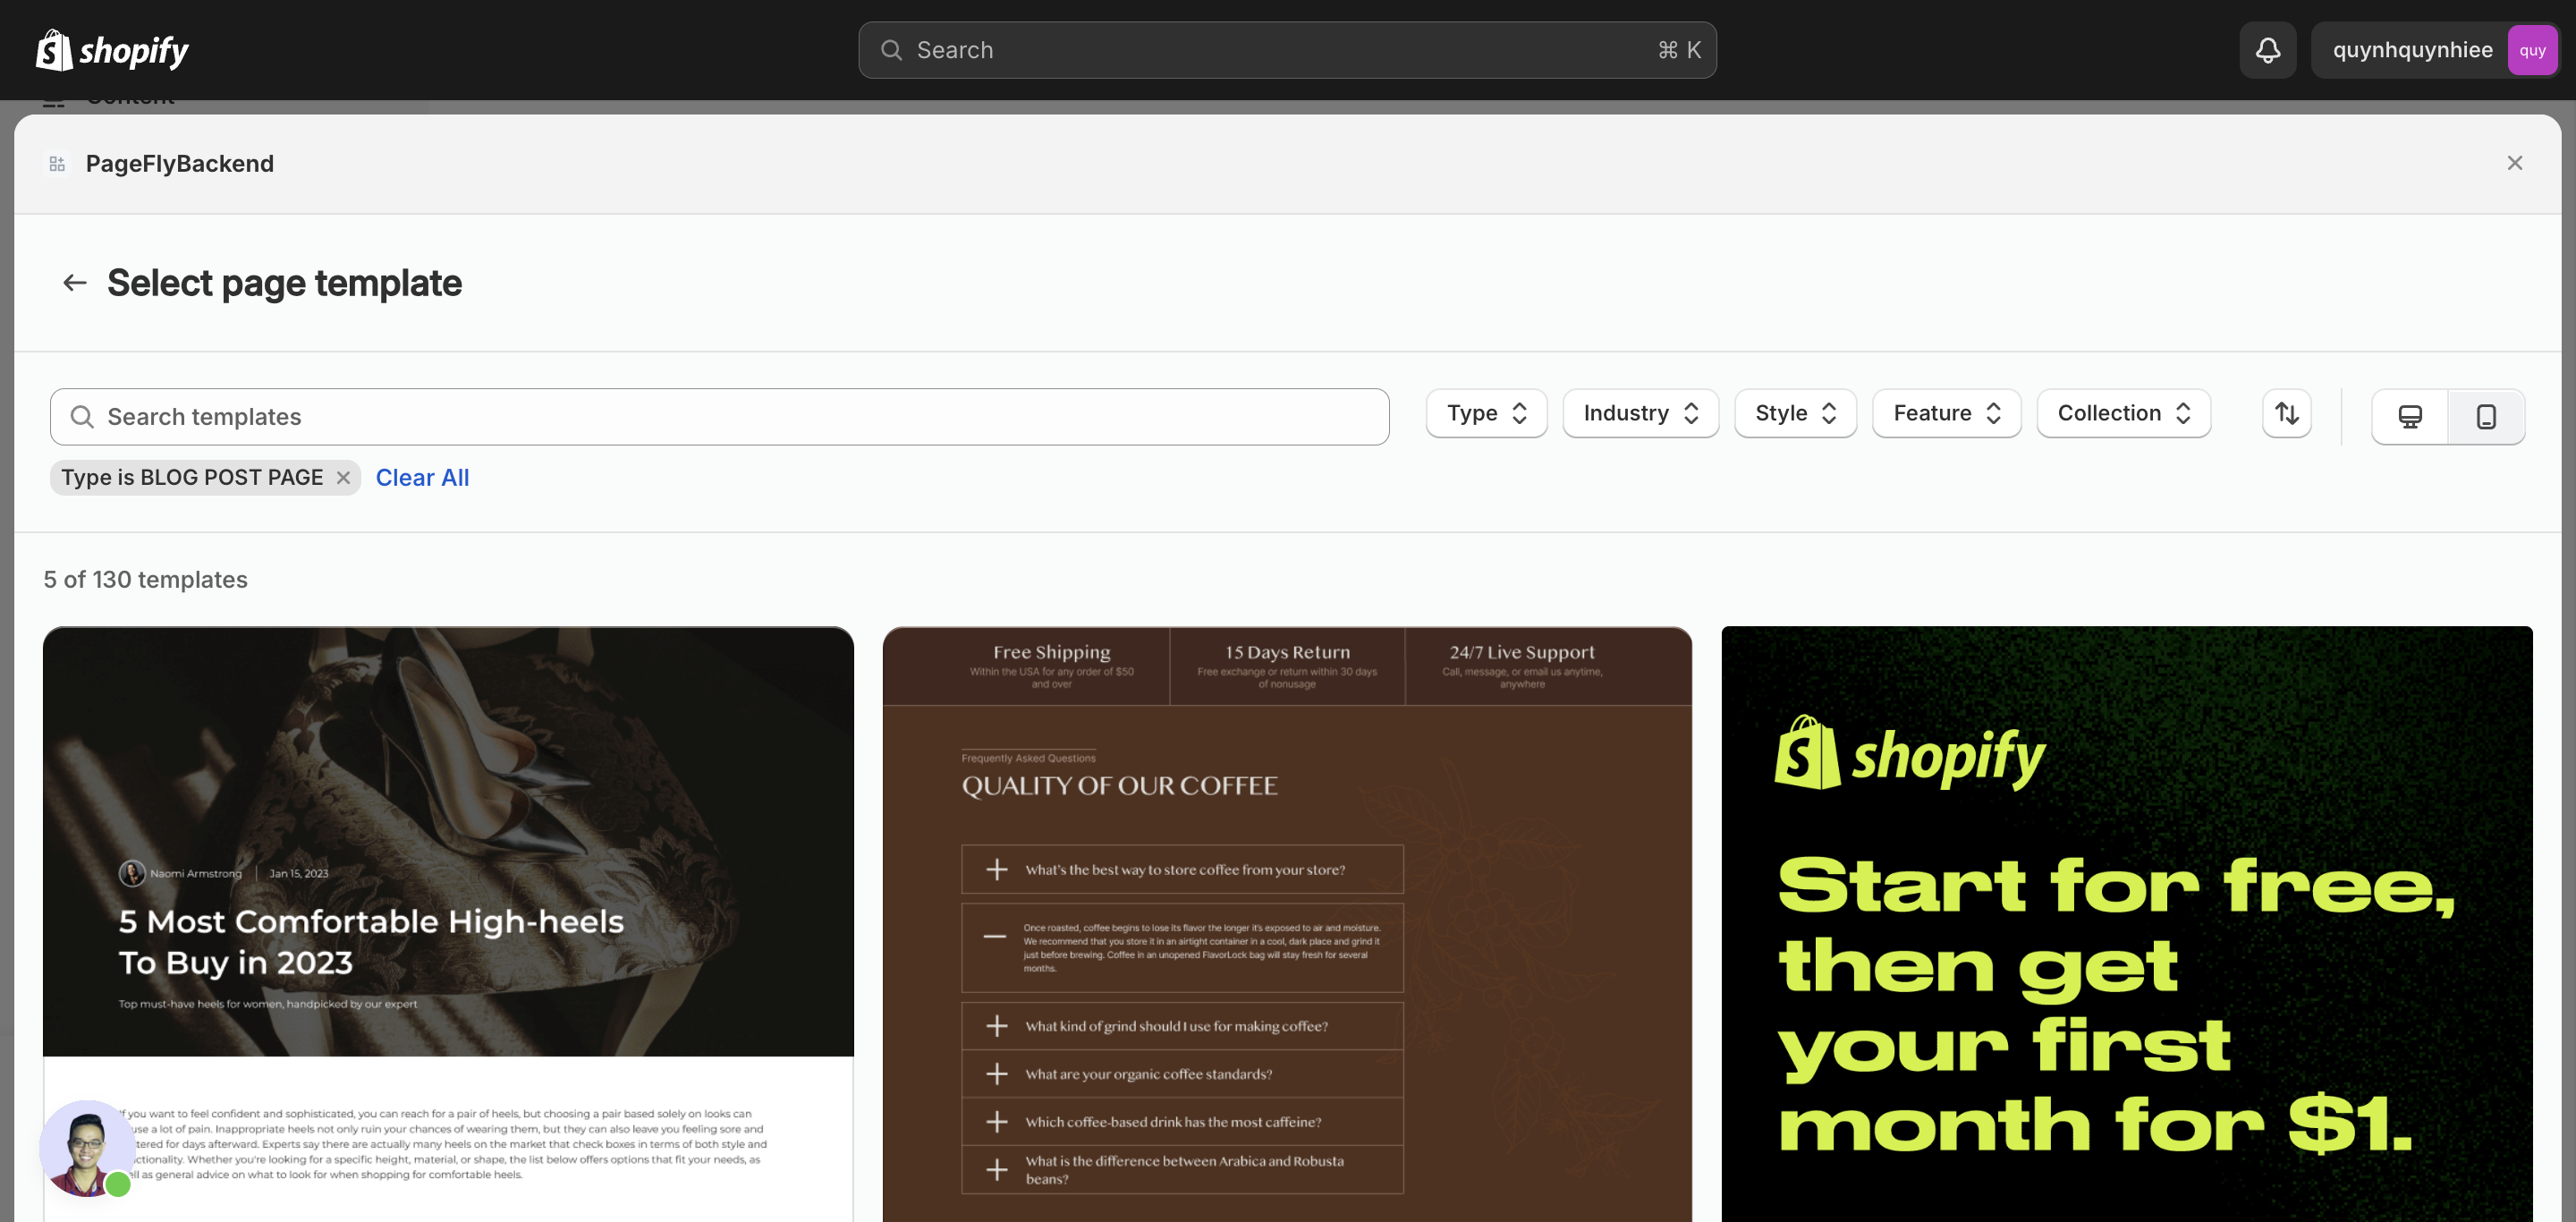 shopify
Search
⌘ K
quynhquynhiee
quy
PageFlyBackend
Select page template
Search templates
Type
Industry
Style
Feature
Collection
Type is BLOG POST PAGE
Clear All
5 of 130 templates
Naomi Armstrong
Jan 15, 2023
5 Most Comfortable High-heels
To Buy in 2023
Top must-have heels for women, handpicked by our expert
If you want to feel confident and sophisticated, you can reach for a pair of heels, but choosing a pair based solely on looks can
use a lot of pain. Inappropriate heels not only ruin your chances of wearing them, but they can also leave you feeling sore and
tered for days afterward. Experts say there are actually many heels on the market that check boxes in terms of both style and
ctionality. Whether you're looking for a specific height, material, or shape, the list below offers options that fit your needs, as
ll as general advice on what to look for when shopping for comfortable heels.
Free Shipping
Within the USA for any order of $50
and over
15 Days Return
Free exchange or return within 30 days
of nonusage
24/7 Live Support
Call, message, or email us anytime,
anywhere
Frequently Asked Questions
QUALITY OF OUR COFFEE
What's the best way to store coffee from your store?
Once roasted, coffee begins to lose its flavor the longer it's exposed to air and moisture.
We recommend that you store it in an airtight container in a cool, dark place and grind it
just before brewing. Coffee in an unopened FlavorLock bag will stay fresh for several
months.
What kind of grind should I use for making coffee?
What are your organic coffee standards?
Which coffee-based drink has the most caffeine?
What is the difference between Arabica and Robusta
beans?
shopify
Start for free,
then get
your first
month for $1.